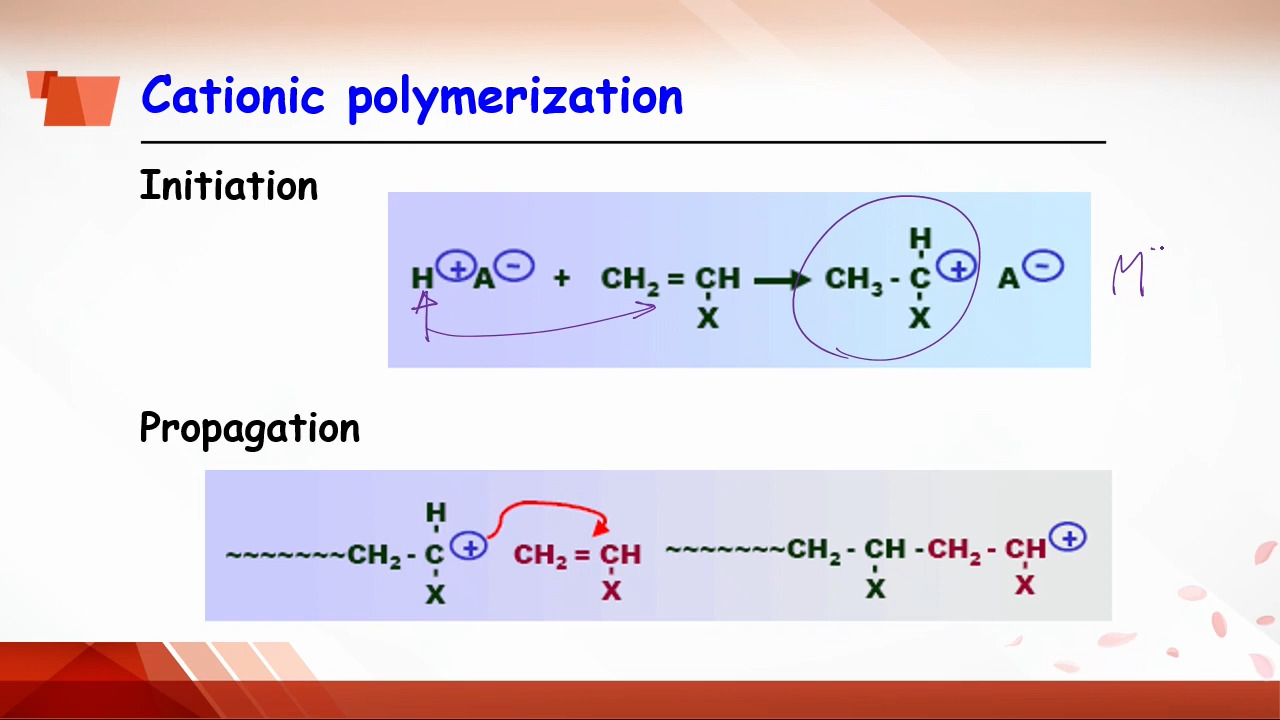 Cationic polymerization
Initiation
H⊕A⊖ + CH₂ = CH → CH₃ - C⊕ A⊖
H
X
X
M¨
Propagation
~~~~~~~CH₂ - C⊕ CH₂ = CH ~~~~~~~CH₂ - CH - CH₂ - CH⊕
H
X
X
X
X